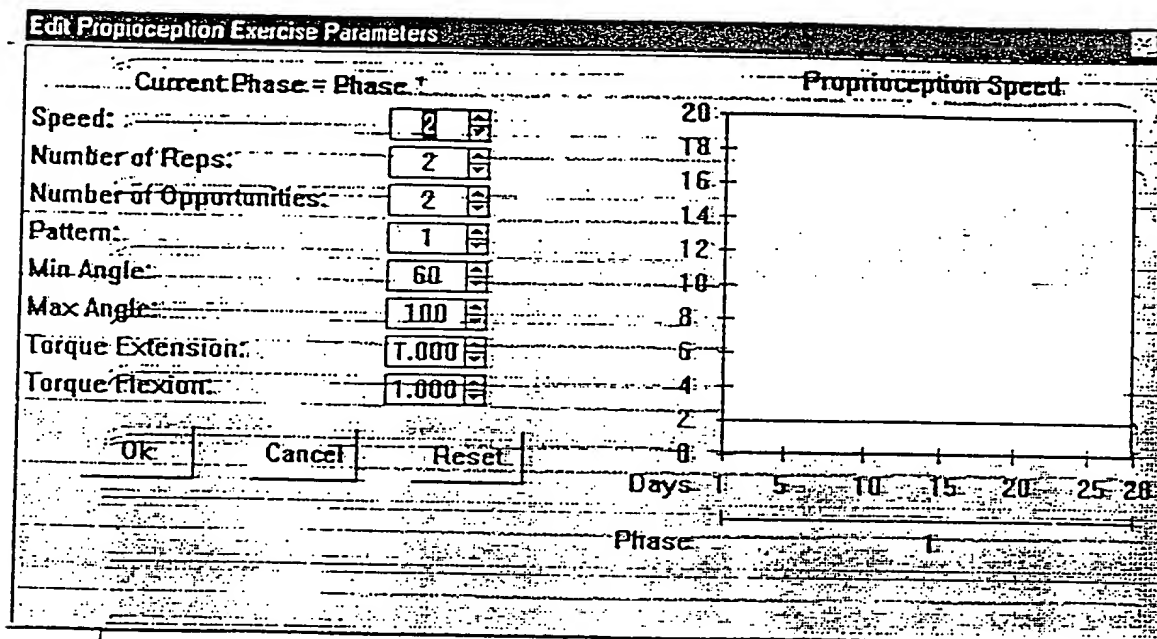 Edit Propioception Exercise Parameters
Current Phase = Phase 1
Speed: 2
Number of Reps: 2
Number of Opportunities: 2
Pattern: 1
Min Angle: 60
Max Angle: 100
Torque Extension: 1.000
Torque Flexion: 1.000
Ok Cancel Reset
Proprioception Speed
20
18
16
14
12
10
8
6
4
2
0
Days 1 5 10 15 20 25 28
Phase 1